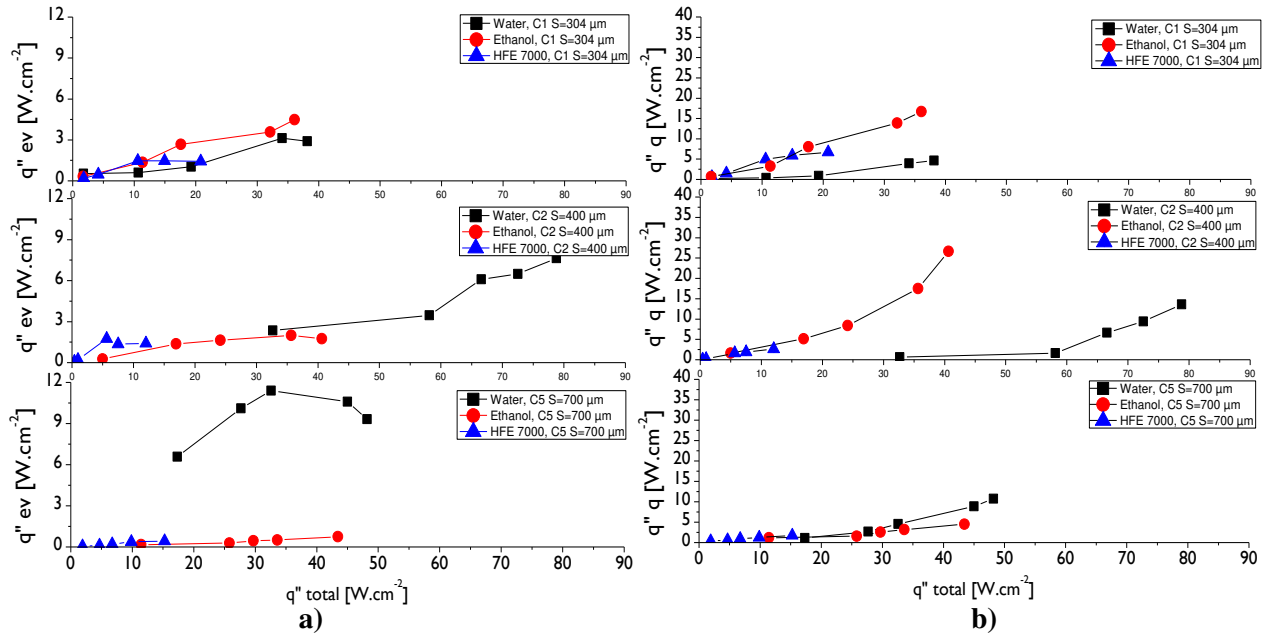 12
9
6
3
0
q" ev [W.cm-2]
Water, C1 S=304 µm
Ethanol, C1 S=304 µm
HFE 7000, C1 S=304 µm
0 10 20 30 40 50 60 70 80 90
12
9
6
3
0
q" ev [W.cm-2]
Water, C2 S=400 µm
Ethanol, C2 S=400 µm
HFE 7000, C2 S=400 µm
0 10 20 30 40 50 60 70 80 90
12
9
6
3
0
q" ev [W.cm-2]
Water, C5 S=700 µm
Ethanol, C5 S=700 µm
HFE 7000, C5 S=700 µm
0 10 20 30 40 50 60 70 80 90
q" total [W.cm-2]
a)
40
35
30
25
20
15
10
5
0
q" q [W.cm-2]
Water, C1 S=304 µm
Ethanol, C1 S=304 µm
HFE 7000, C1 S=304 µm
0 10 20 30 40 50 60 70 80 90
40
35
30
25
20
15
10
5
0
q" q [W.cm-2]
Water, C2 S=400 µm
Ethanol, C2 S=400 µm
HFE 7000, C2 S=400 µm
0 10 20 30 40 50 60 70 80 90
40
35
30
25
20
15
10
5
0
q" q [W.cm-2]
Water, C5 S=700 µm
Ethanol, C5 S=700 µm
HFE 7000, C5 S=700 µm
0 10 20 30 40 50 60 70 80 90
q" total [W.cm-2]
b)